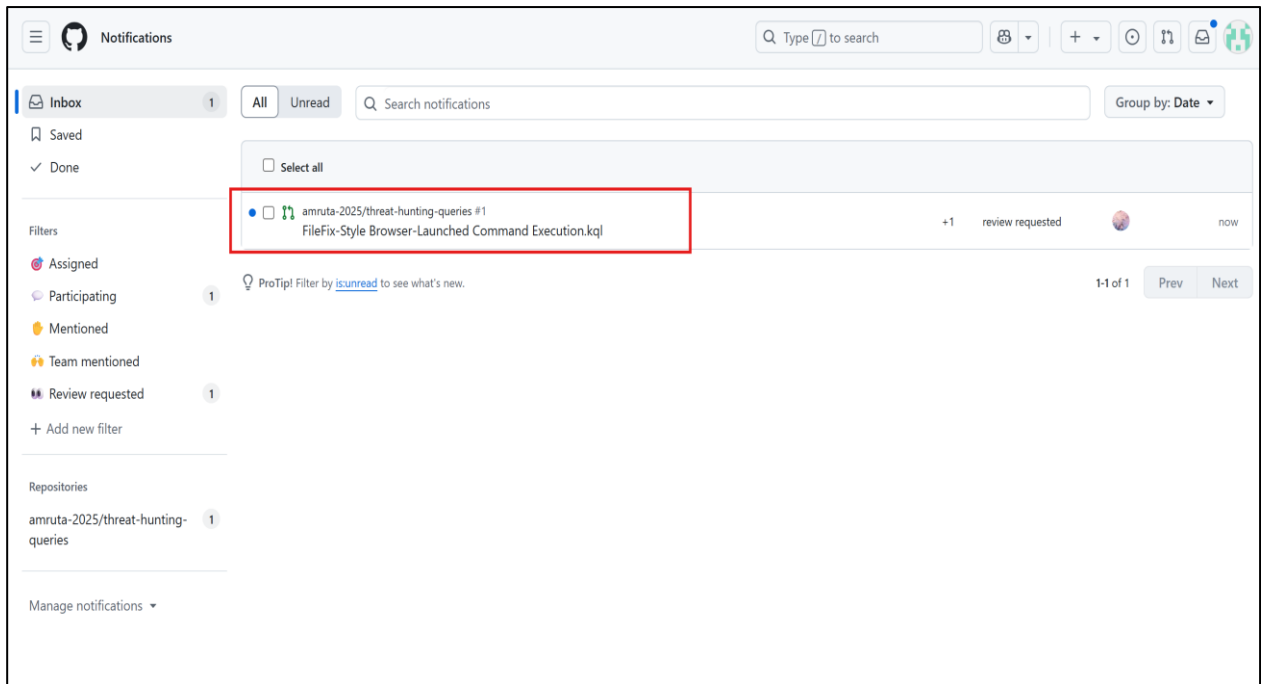 Notifications
Type / to search
Inbox 1
Saved
Done
Filters
Assigned
Participating 1
Mentioned
Team mentioned
Review requested 1
+ Add new filter
Repositories
amruta-2025/threat-hunting- 1
queries
Manage notifications
All Unread Search notifications Group by: Date
Select all
amruta-2025/threat-hunting-queries #1
FileFix-Style Browser-Launched Command Execution.kql
+1 review requested now
ProTip! Filter by is:unread to see what's new.
1-1 of 1 Prev Next